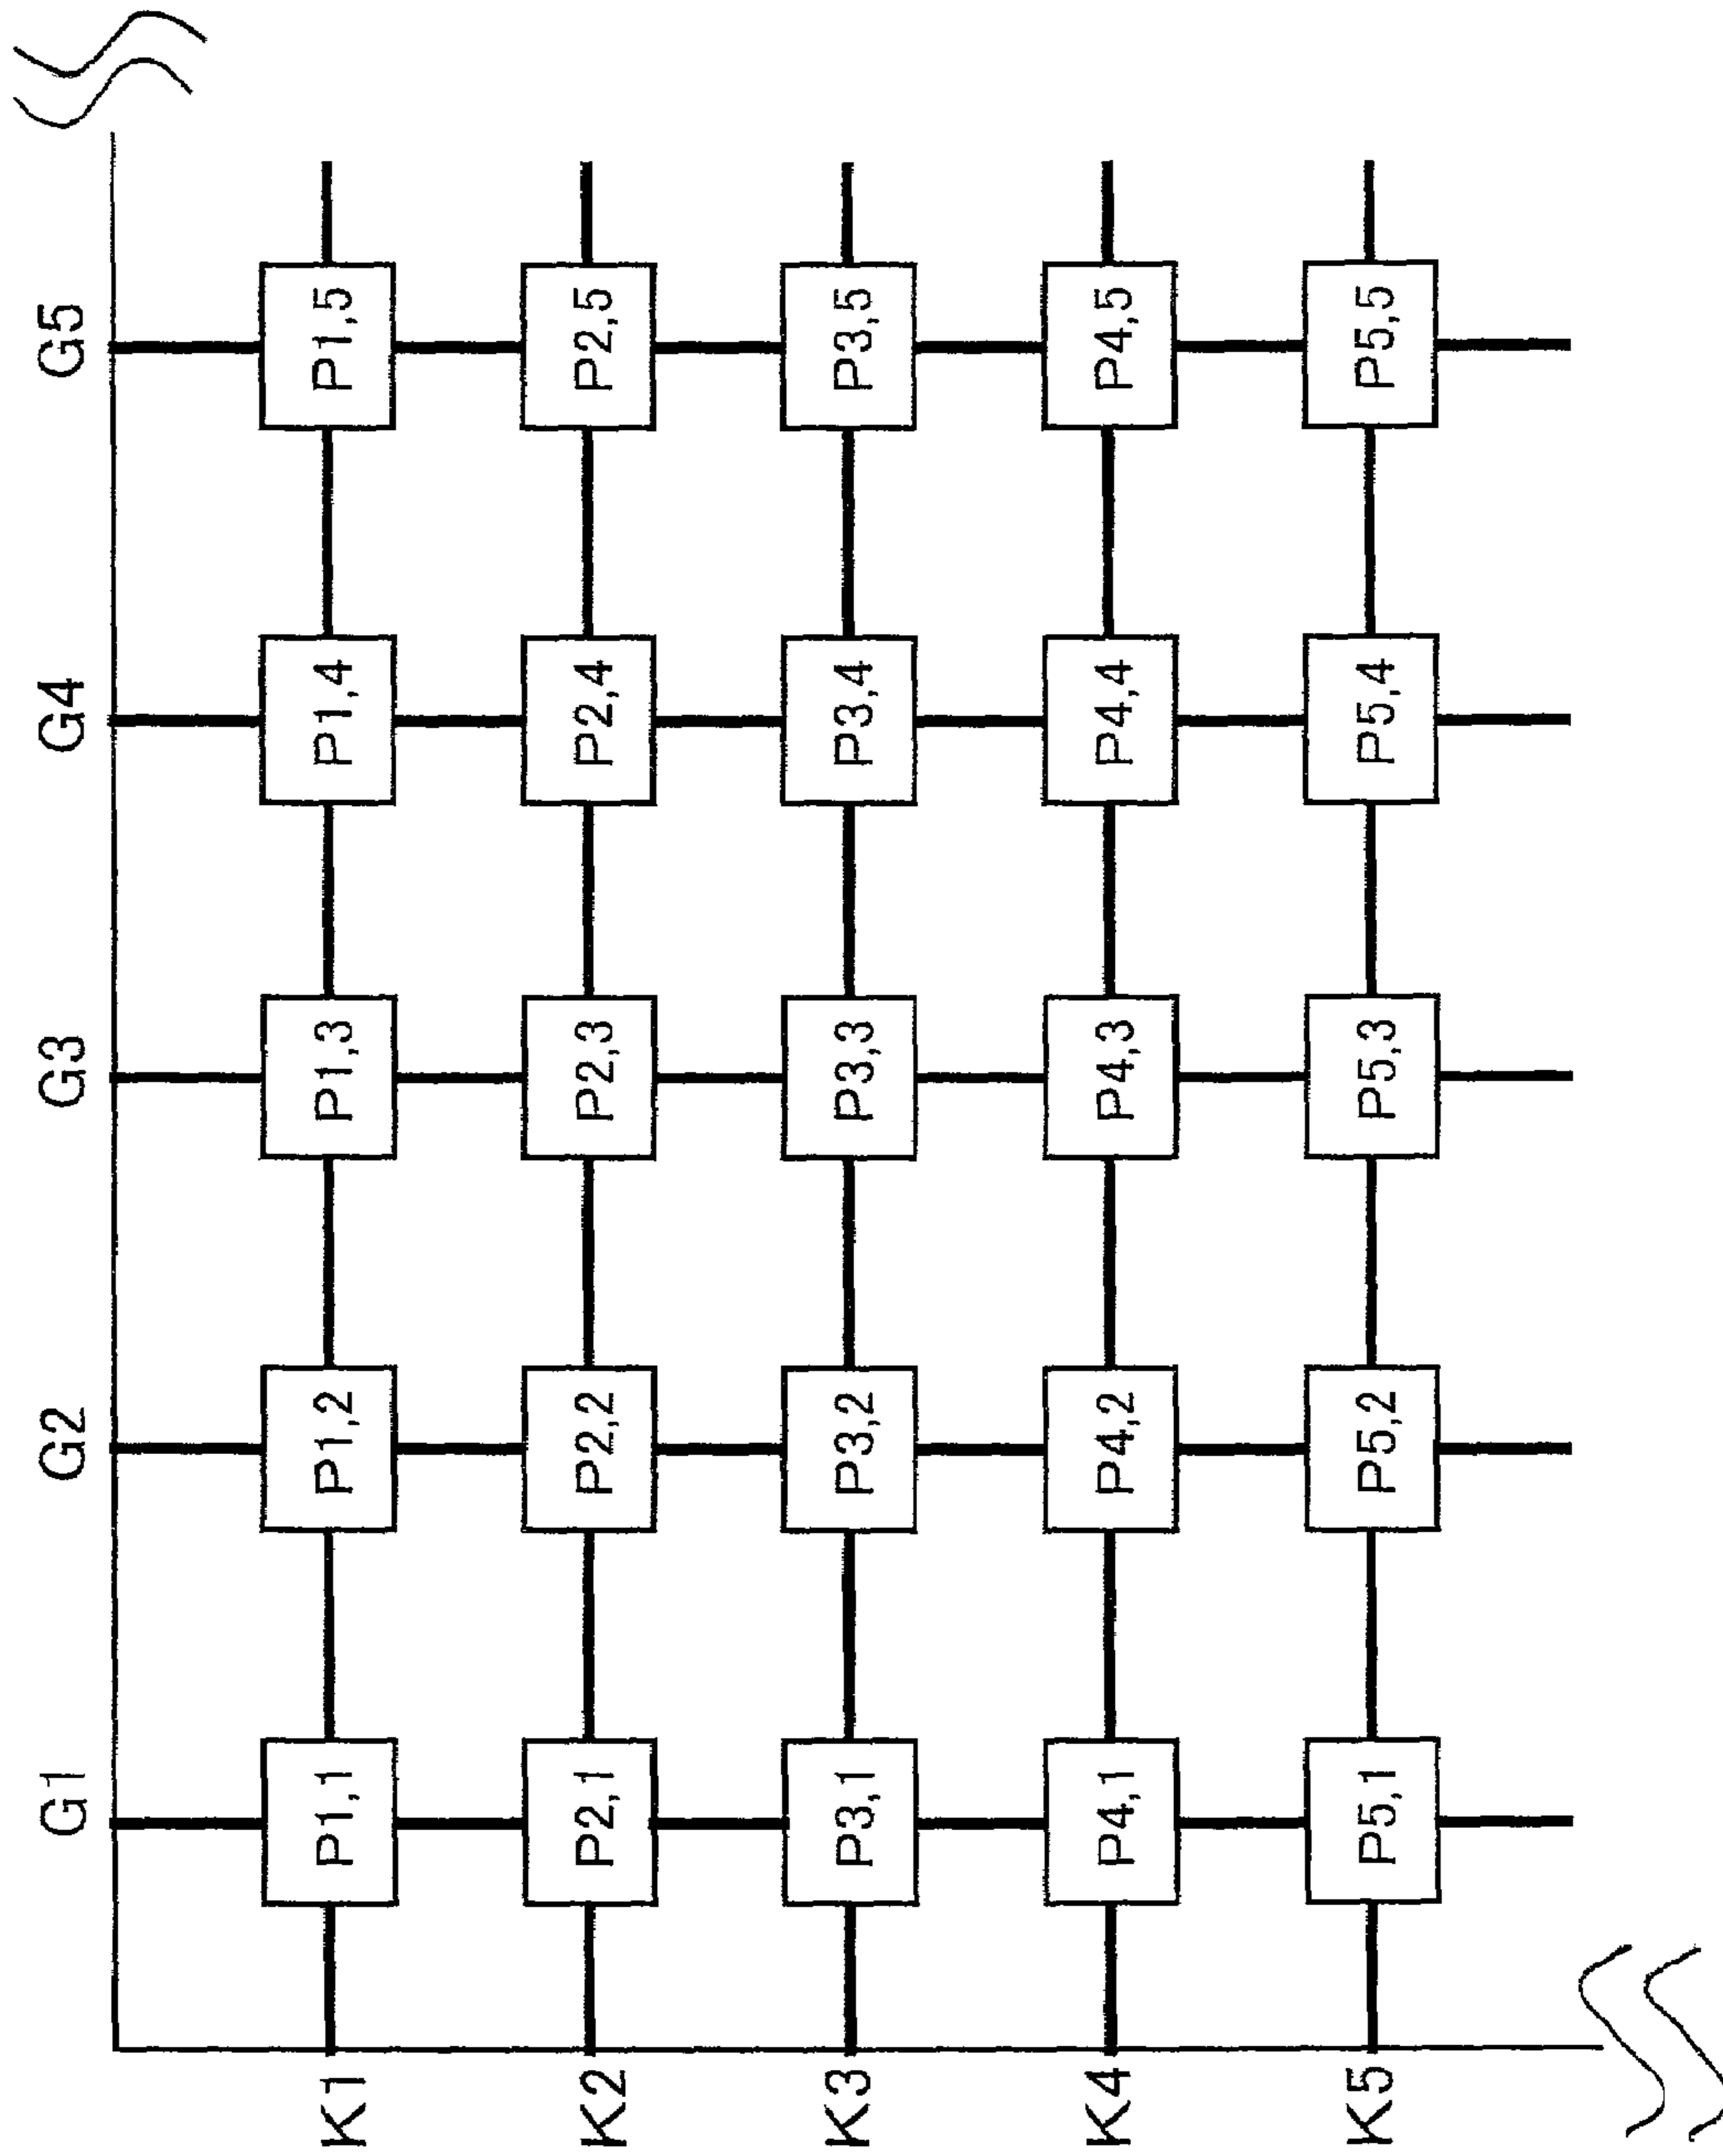 G1 G2 G3 G4 G5
K1 P1,1 P1,2 P1,3 P1,4 P1,5
K2 P2,1 P2,2 P2,3 P2,4 P2,5
K3 P3,1 P3,2 P3,3 P3,4 P3,5
K4 P4,1 P4,2 P4,3 P4,4 P4,5
K5 P5,1 P5,2 P5,3 P5,4 P5,5